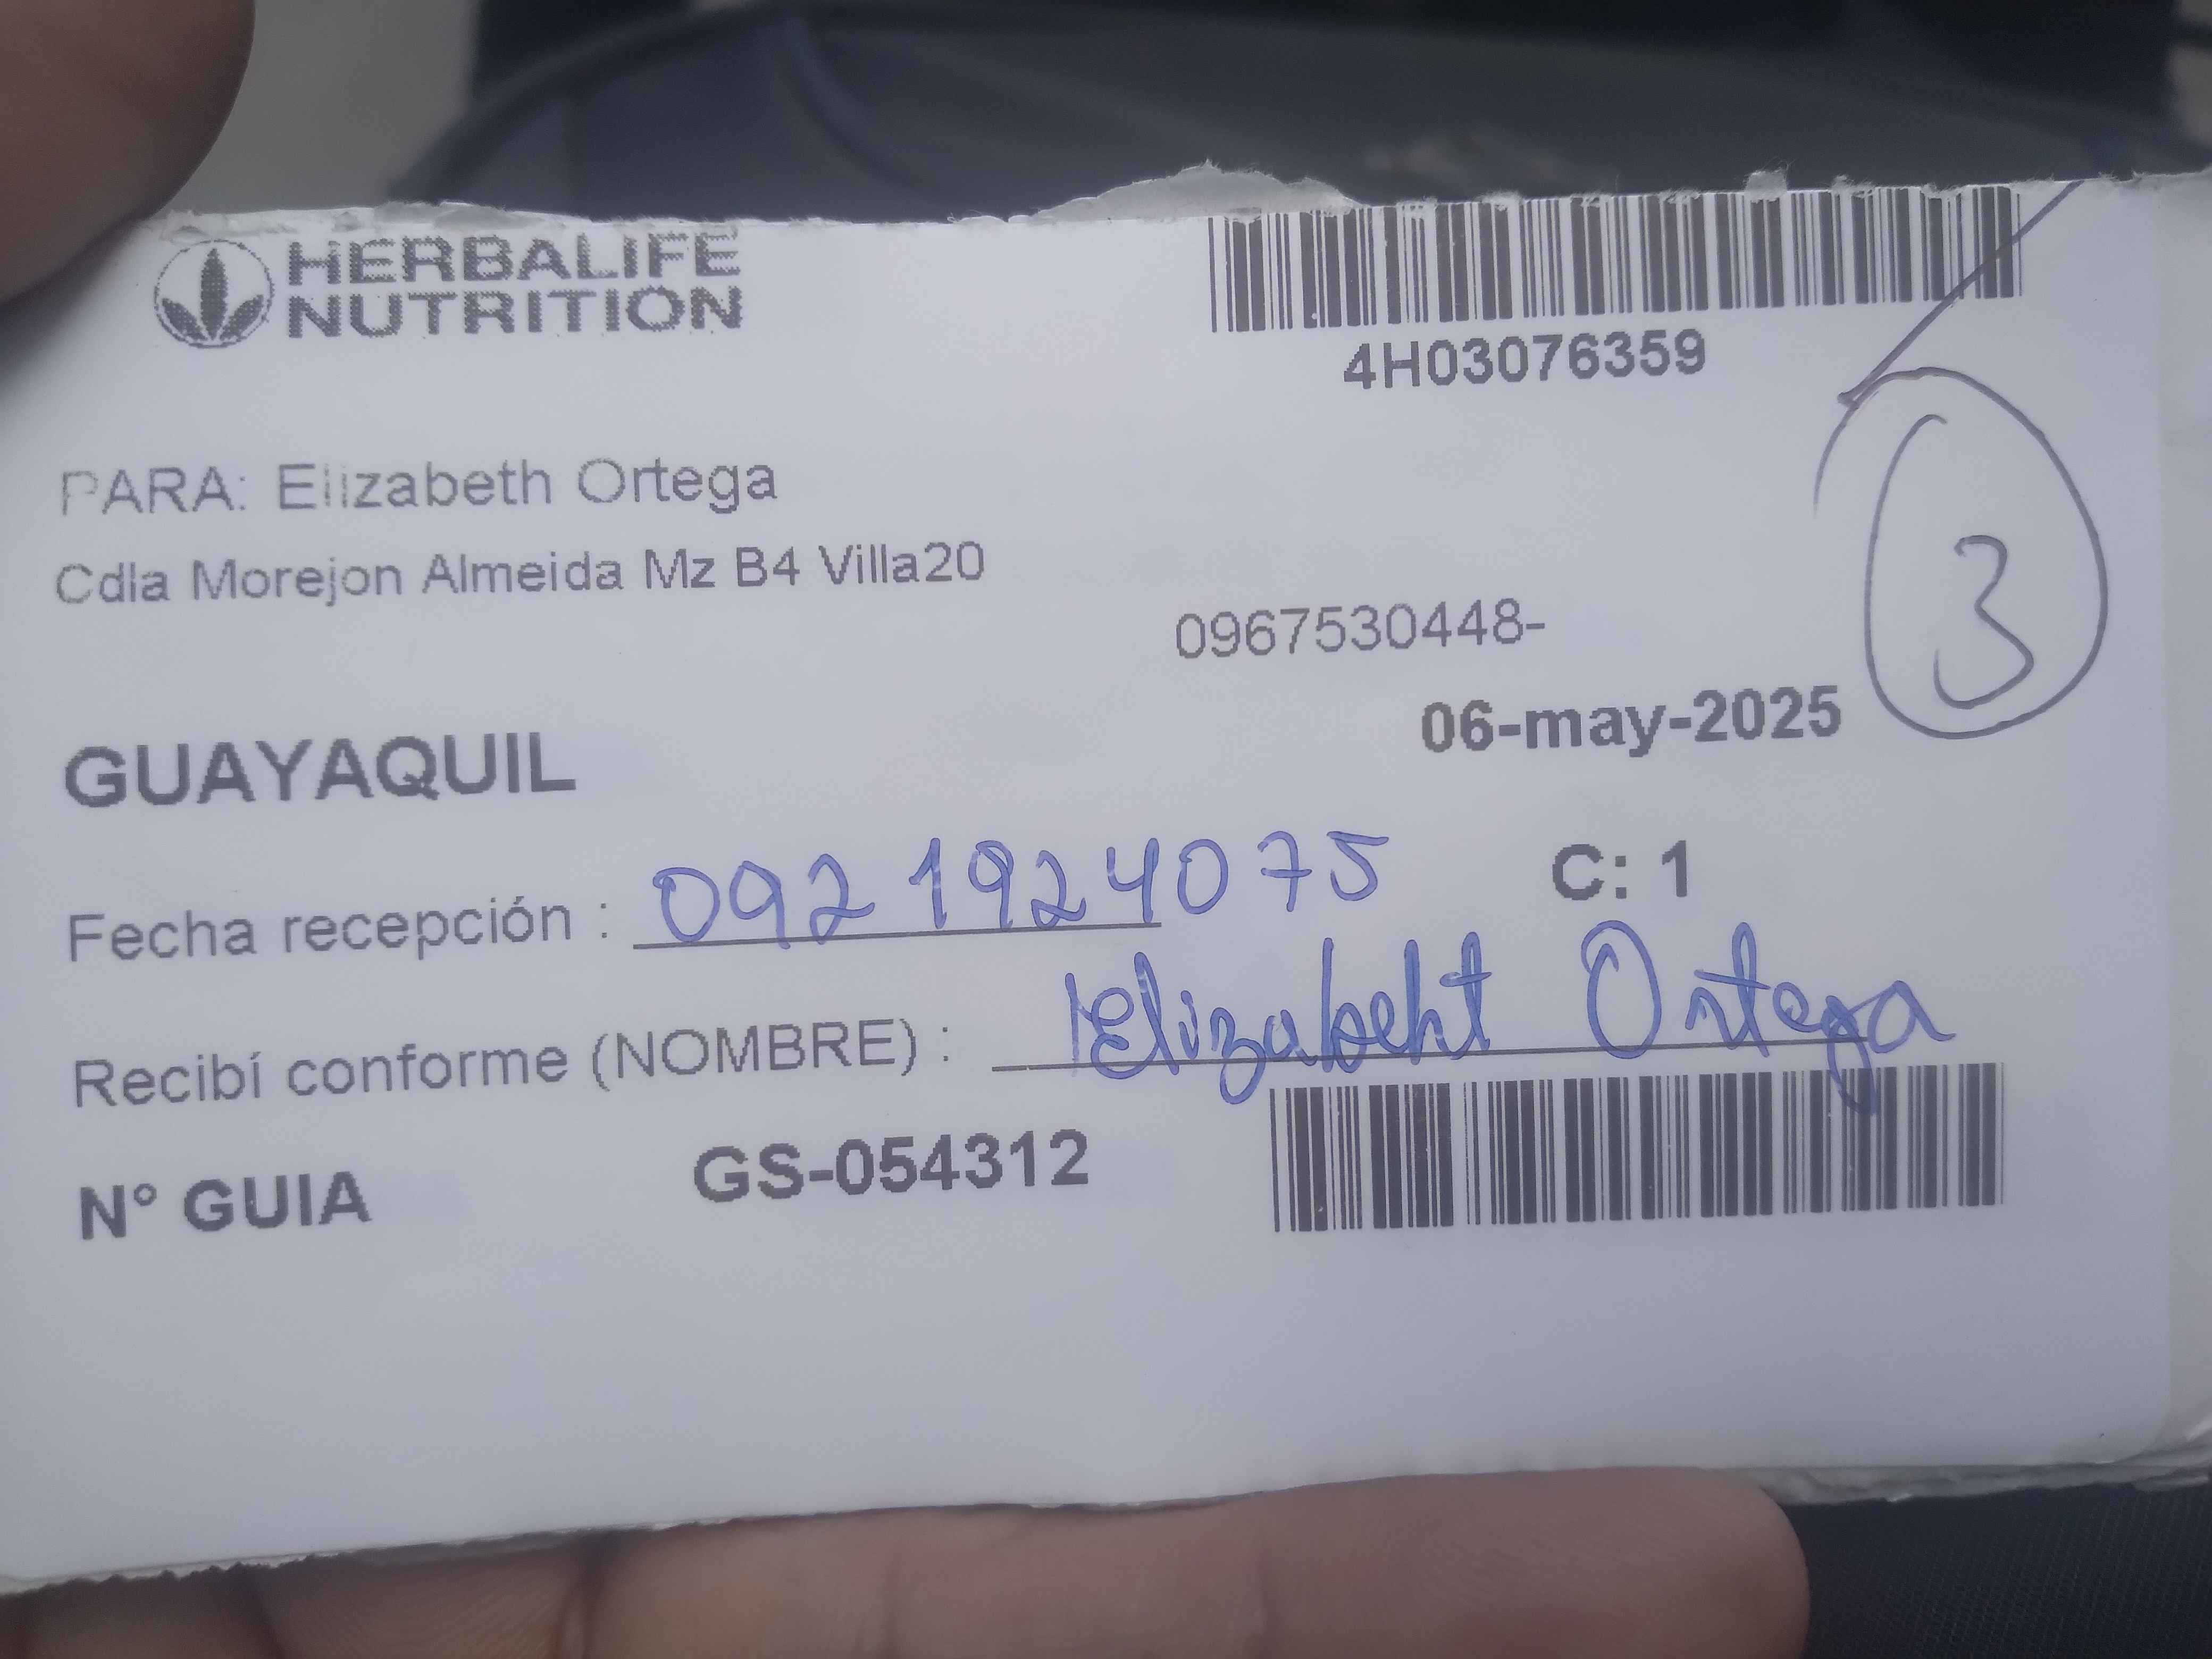 HERBALIFE
NUTRITION
4H03076359
PARA: Elizabeth Ortega
Cdla Morejon Almeida Mz B4 Villa20
0967530448-
3
06-may-2025
GUAYAQUIL
Fecha recepción : 0921924075
C: 1
Recibí conforme (NOMBRE) : Elizabeht Ortega
N° GUIA GS-054312